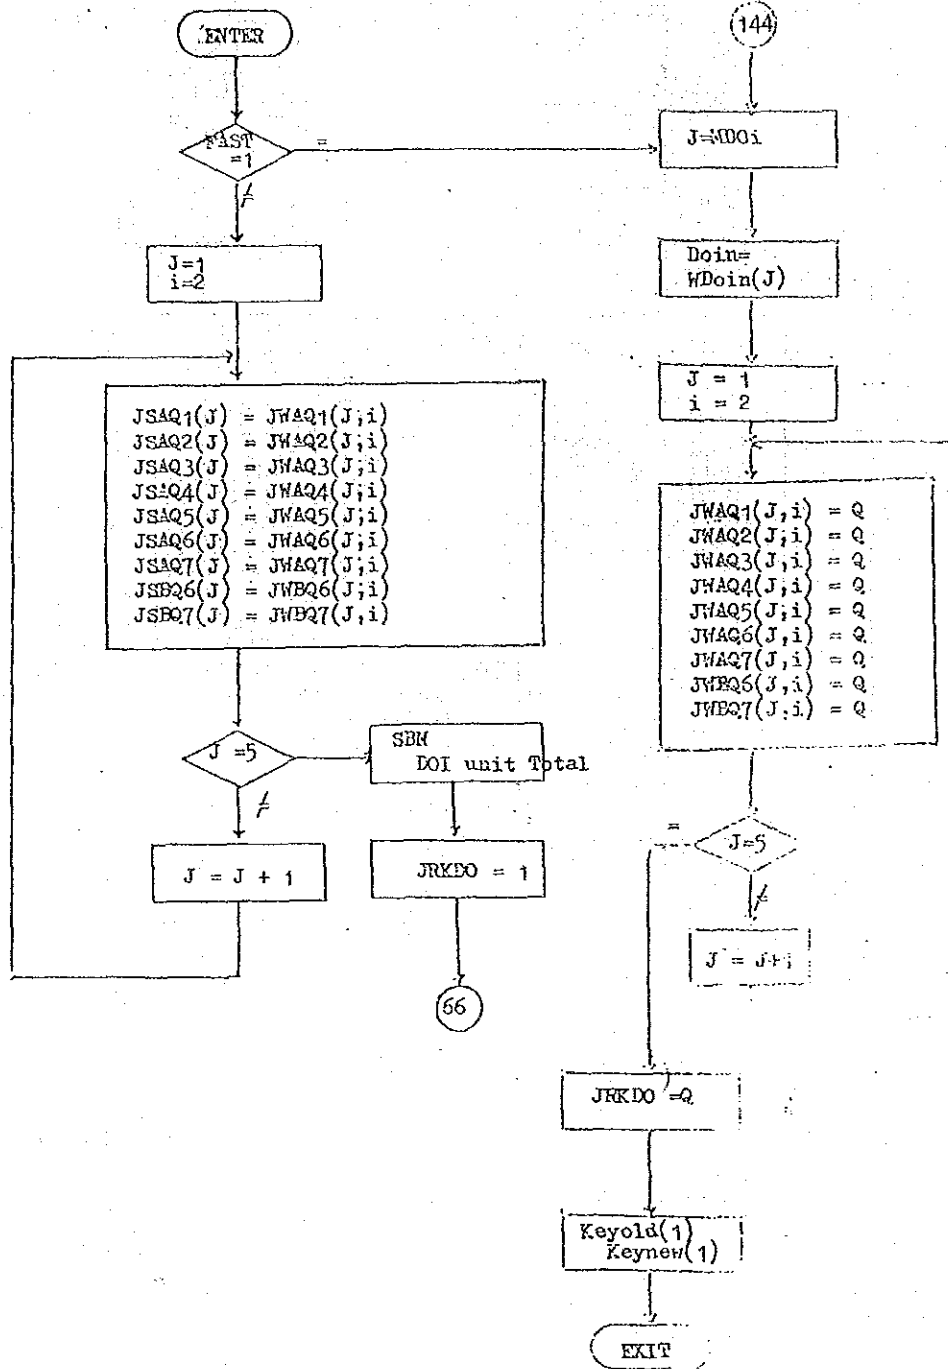 ENTER
FAST
=1
=
≠
J=1
i=2
JSAQ1(J) = JWAQ1(J,i)
JSAQ2(J) = JWAQ2(J,i)
JSAQ3(J) = JWAQ3(J,i)
JSAQ4(J) = JWAQ4(J,i)
JSAQ5(J) = JWAQ5(J,i)
JSAQ6(J) = JWAQ6(J,i)
JSAQ7(J) = JWAQ7(J,i)
JSBQ6(J) = JWBQ6(J,i)
JSBQ7(J) = JWBQ7(J,i)
J =5
≠
J = J + 1
SBM
DOI unit Total
JRKDO = 1
66
144
Doin=
WDoin(J)
J = 1
i = 2
JWAQ1(J,i) = Q
JWAQ2(J,i) = Q
JWAQ3(J,i) = Q
JWAQ4(J,i) = Q
JWAQ5(J,i) = Q
JWAQ6(J,i) = Q
JWAQ7(J,i) = Q
JWBQ6(J,i) = Q
JWBQ7(J,i) = Q
=
J=5
≠
JRKDO =Q
Keyold(1)
Keynew(1)
EXIT